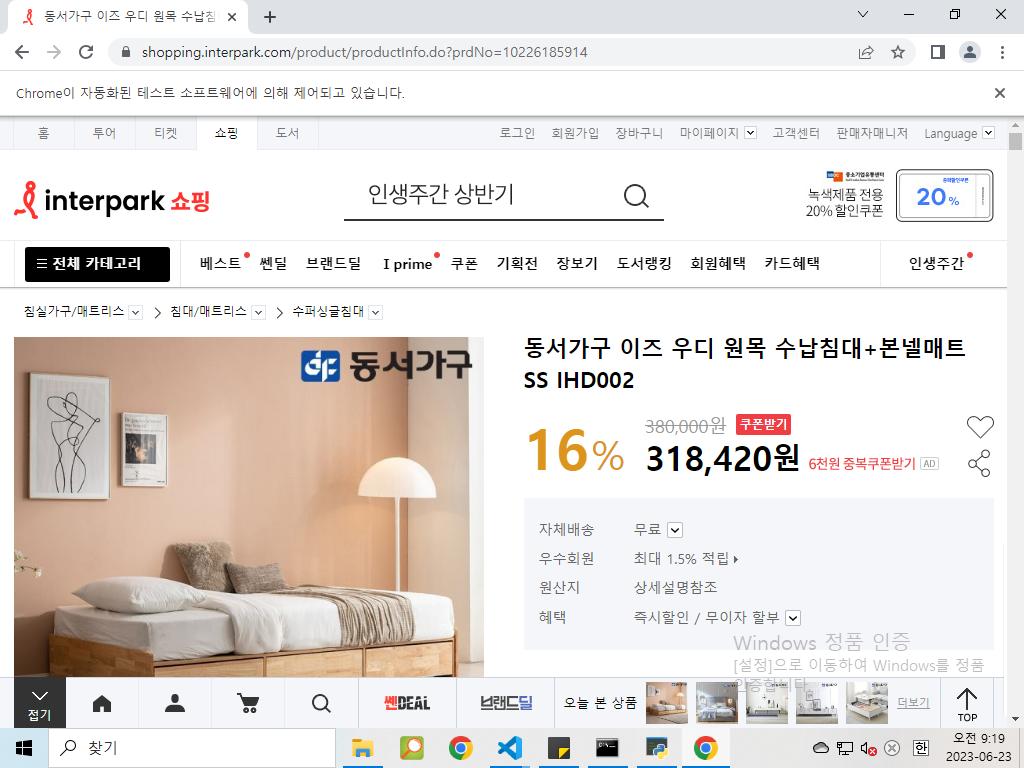 동서가구 이즈 우디 원목 수납침
shopping.interpark.com/product/productInfo.do?prdNo=10226185914
Chrome이 자동화된 테스트 소프트웨어에 의해 제어되고 있습니다.
홈 투어 티켓 쇼핑 도서 로그인 회원가입 장바구니 마이페이지 고객센터 판매자매니저 Language
interpark 쇼핑 인생주간 상반기
중소기업유통센터
녹색제품 전용
20% 할인쿠폰
20%
전체 카테고리 베스트 쎈딜 브랜드딜 I prime 쿠폰 기획전 장보기 도서랭킹 회원혜택 카드혜택 인생주간
침실가구/매트리스 침대/매트리스 수퍼싱글침대
동서가구
동서가구 이즈 우디 원목 수납침대+본넬매트
SS IHD002
16% 380,000원 쿠폰받기
318,420원 6천원 중복쿠폰받기 AD
자체배송 무료
우수회원 최대 1.5% 적립
원산지 상세설명참조
혜택 즉시할인 / 무이자 할부
Windows 정품 인증
[설정]으로 이동하여 Windows를 정품
인증합니다.
접기 쎈DEAL 브랜드딜 오늘 본 상품 더보기 TOP
찾기
한
오전 9:19
2023-06-23